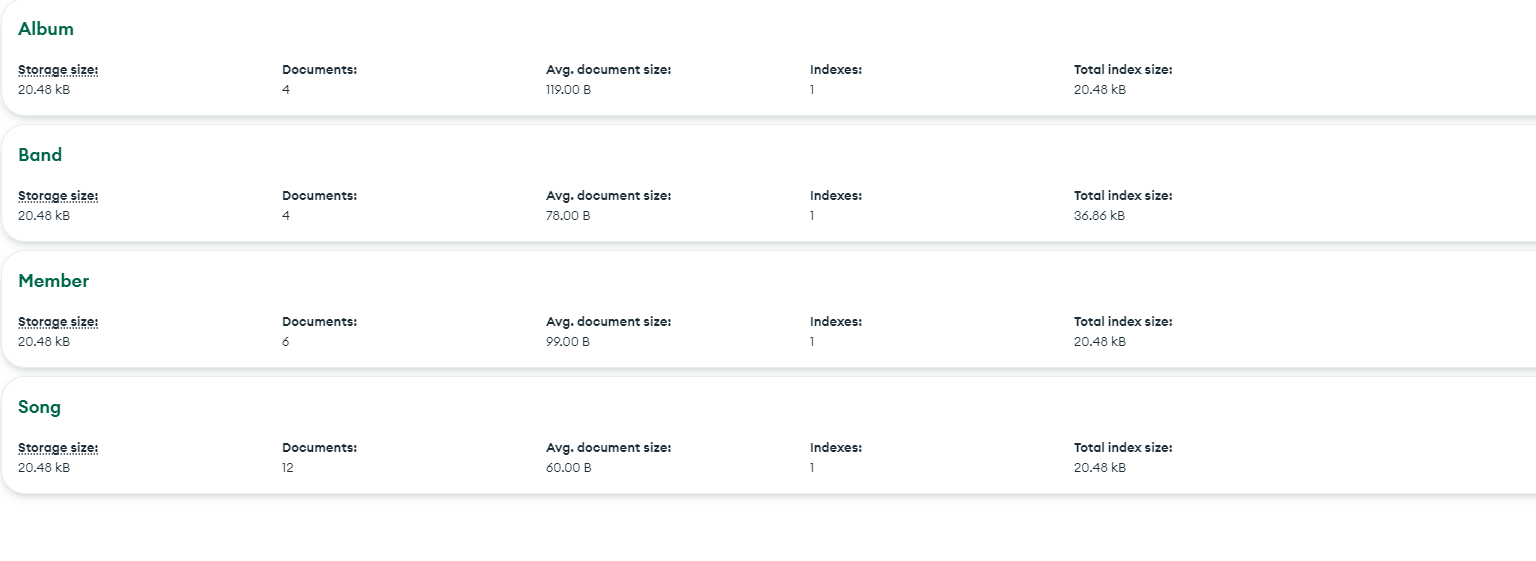 Album
Storage size: Documents: Avg. document size: Indexes: Total index size:
20.48 kB 4 119.00 B 1 20.48 kB
Band
Storage size: Documents: Avg. document size: Indexes: Total index size:
20.48 kB 4 78.00 B 1 36.86 kB
Member
Storage size: Documents: Avg. document size: Indexes: Total index size:
20.48 kB 6 99.00 B 1 20.48 kB
Song
Storage size: Documents: Avg. document size: Indexes: Total index size:
20.48 kB 12 60.00 B 1 20.48 kB